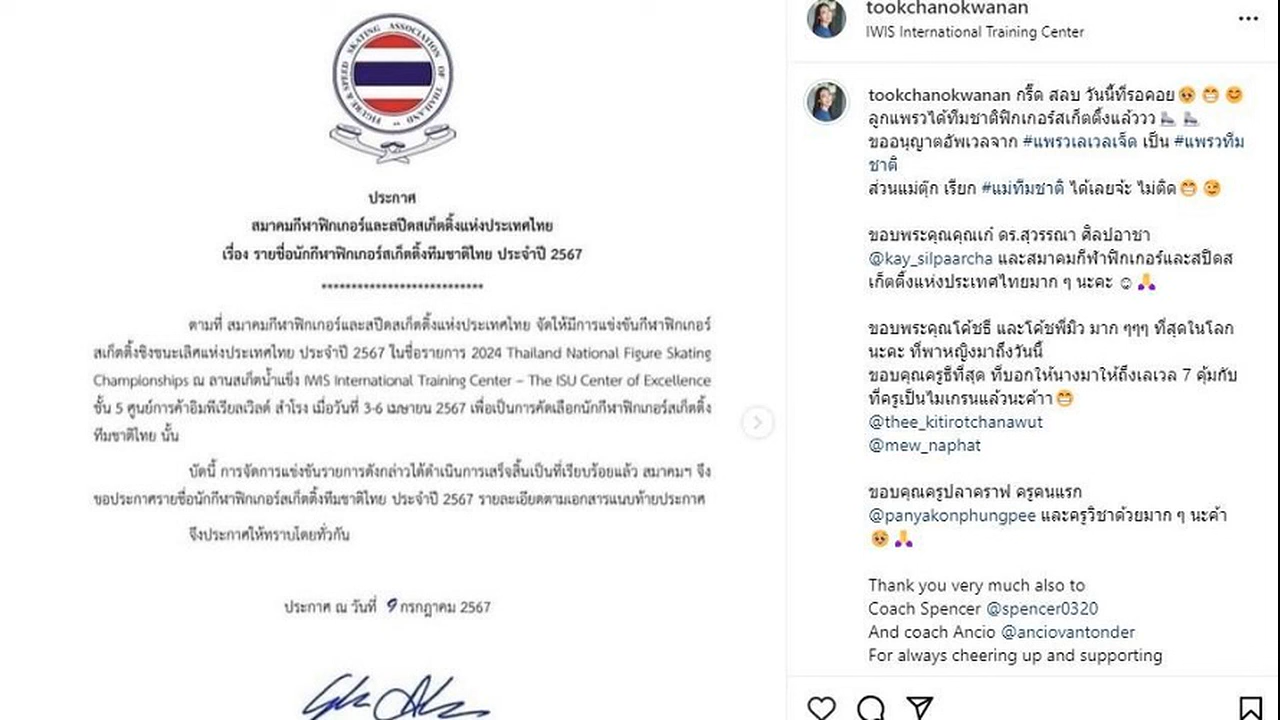 FIGURE & SPEED SKATING ASSOCIATION OF THAILAND
ประกาศ
สมาคมกีฬาฟิกเกอร์และสปีดสเก็ตติ้งแห่งประเทศไทย
เรื่อง รายชื่อนักกีฬาฟิกเกอร์สเก็ตติ้งทีมชาติไทย ประจำปี 2567
***************************
ตามที่ สมาคมกีฬาฟิกเกอร์และสปีดสเก็ตติ้งแห่งประเทศไทย จัดให้มีการแข่งขันกีฬาฟิกเกอร์
สเก็ตติ้งชิงชนะเลิศแห่งประเทศไทย ประจำปี 2567 ในชื่อรายการ 2024 Thailand National Figure Skating
Championships ณ ลานสเก็ตน้ำแข็ง IWIS International Training Center – The ISU Center of Excellence
ชั้น 5 ศูนย์การค้าอิมพีเรียลเวิลด์ สำโรง เมื่อวันที่ 3-6 เมษายน 2567 เพื่อเป็นการคัดเลือกนักกีฬาฟิกเกอร์สเก็ตติ้ง
ทีมชาติไทย นั้น
บัดนี้ การจัดการแข่งขันรายการดังกล่าวได้ดำเนินการเสร็จสิ้นเป็นที่เรียบร้อยแล้ว สมาคมฯ จึง
ขอประกาศรายชื่อนักกีฬาฟิกเกอร์สเก็ตติ้งทีมชาติไทย ประจำปี 2567 รายละเอียดตามเอกสารแนบท้ายประกาศ
จึงประกาศให้ทราบโดยทั่วกัน
ประกาศ ณ วันที่ 9 กรกฎาคม 2567
tookchanokwanan
IWIS International Training Center
tookchanokwanan กรี๊ด สลบ วันนี้ที่รอคอย🥹😁😊
ลูกแพรวได้ทีมชาติฟิกเกอร์สเก็ตติ้งแล้ววว⛸️⛸️
ขออนุญาตอัพเวลจาก #แพรวเลเวลเจ็ด เป็น #แพรวทีม
ชาติ
ส่วนแม่ตุ๊ก เรียก #แม่ทีมชาติ ได้เลยจ้ะ ไม่ติด😁😉
ขอบพระคุณคุณเก๋ ดร.สุวรรณา ศิลปอาชา
@kay_silpaarcha และสมาคมกีฬาฟิกเกอร์และสปีดส
เก็ตติ้งแห่งประเทศไทยมาก ๆ นะคะ ☺️🙏
ขอบพระคุณโค้ชธี และโค้ชพี่มิว มาก ๆๆๆ ที่สุดในโลก
นะคะ ที่พาหญิงมาถึงวันนี้
ขอบคุณครูธีที่สุด ที่บอกให้นางมาให้ถึงเลเวล 7 คุ้มกับ
ที่ครูเป็นไมเกรนแล้วนะค้าา😁
@thee_kitirotchanawut
@mew_naphat
ขอบคุณครูปลาคราฟ ครูคนแรก
@panyakonphungpee และครูวิชาด้วยมาก ๆ นะค้า
🥹🙏
Thank you very much also to
Coach Spencer @spencer0320
And coach Ancio @anciovantonder
For always cheering up and supporting